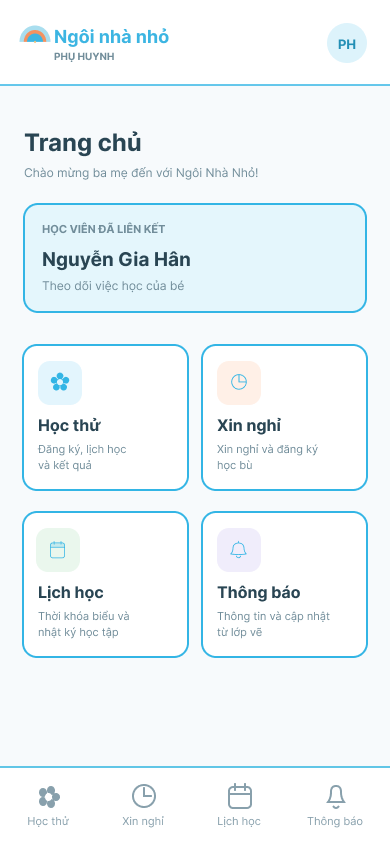 Ngôi nhà nhỏ
PHỤ HUYNH
PH
Trang chủ
Chào mừng ba mẹ đến với Ngôi Nhà Nhỏ!
HỌC VIÊN ĐÃ LIÊN KẾT
Nguyễn Gia Hân
Theo dõi việc học của bé
Học thử
Đăng ký, lịch học
và kết quả
Xin nghỉ
Xin nghỉ và đăng ký
học bù
Lịch học
Thời khóa biểu và
nhật ký học tập
Thông báo
Thông tin và cập nhật
từ lớp vẽ
Học thử
Xin nghỉ
Lịch học
Thông báo